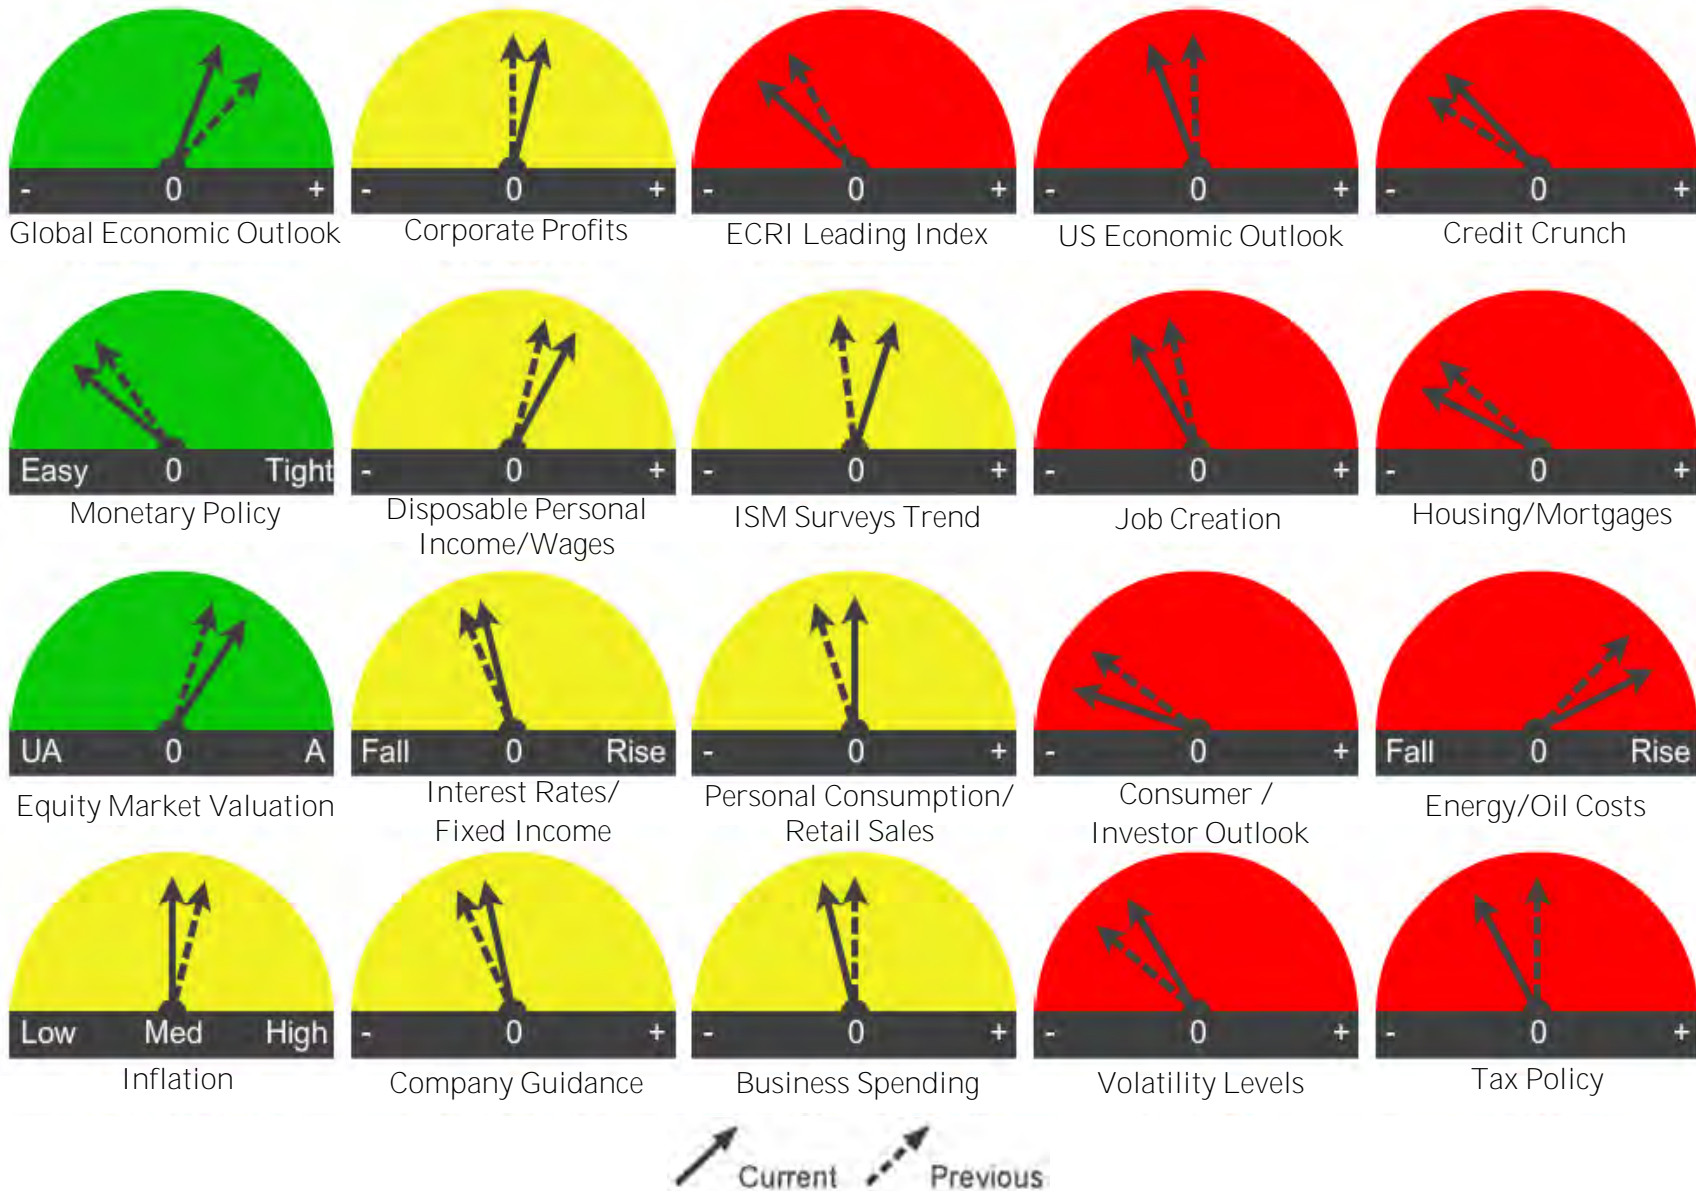 - 0 +
Global Economic Outlook
- 0 +
Corporate Profits
- 0 +
ECRI Leading Index
- 0 +
US Economic Outlook
- 0 +
Credit Crunch
Easy 0 Tight
Monetary Policy
- 0 +
Disposable Personal
Income/Wages
- 0 +
ISM Surveys Trend
- 0 +
Job Creation
- 0 +
Housing/Mortgages
UA 0 A
Equity Market Valuation
Fall 0 Rise
Interest Rates/
Fixed Income
- 0 +
Personal Consumption/
Retail Sales
- 0 +
Consumer /
Investor Outlook
Fall 0 Rise
Energy/Oil Costs
Low Med High
Inflation
- 0 +
Company Guidance
- 0 +
Business Spending
- 0 +
Volatility Levels
- 0 +
Tax Policy
Current Previous